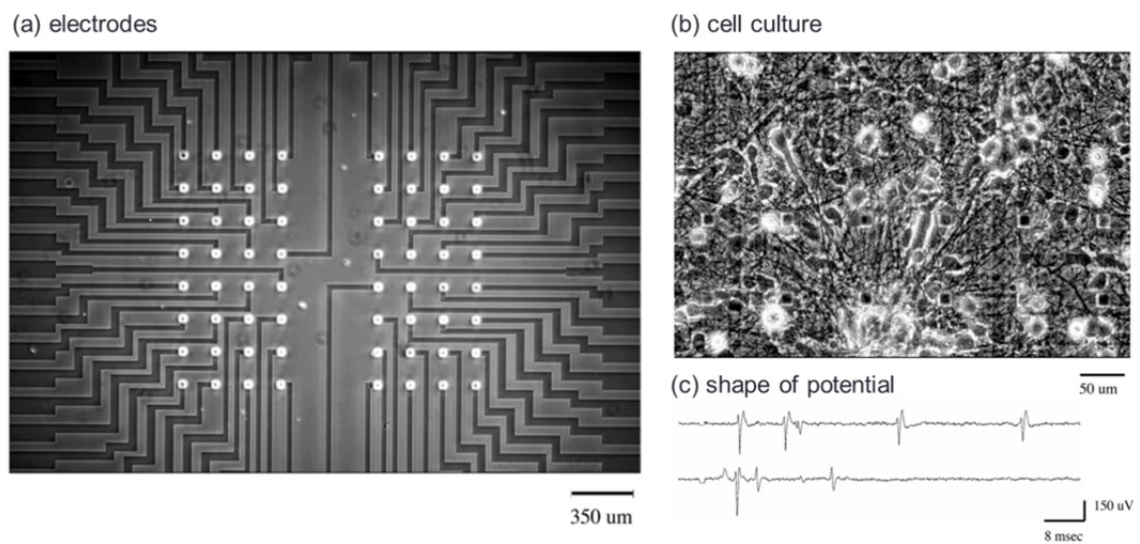 (a) electrodes
(b) cell culture
50 um
(c) shape of potential
350 um
150 uV
8 msec